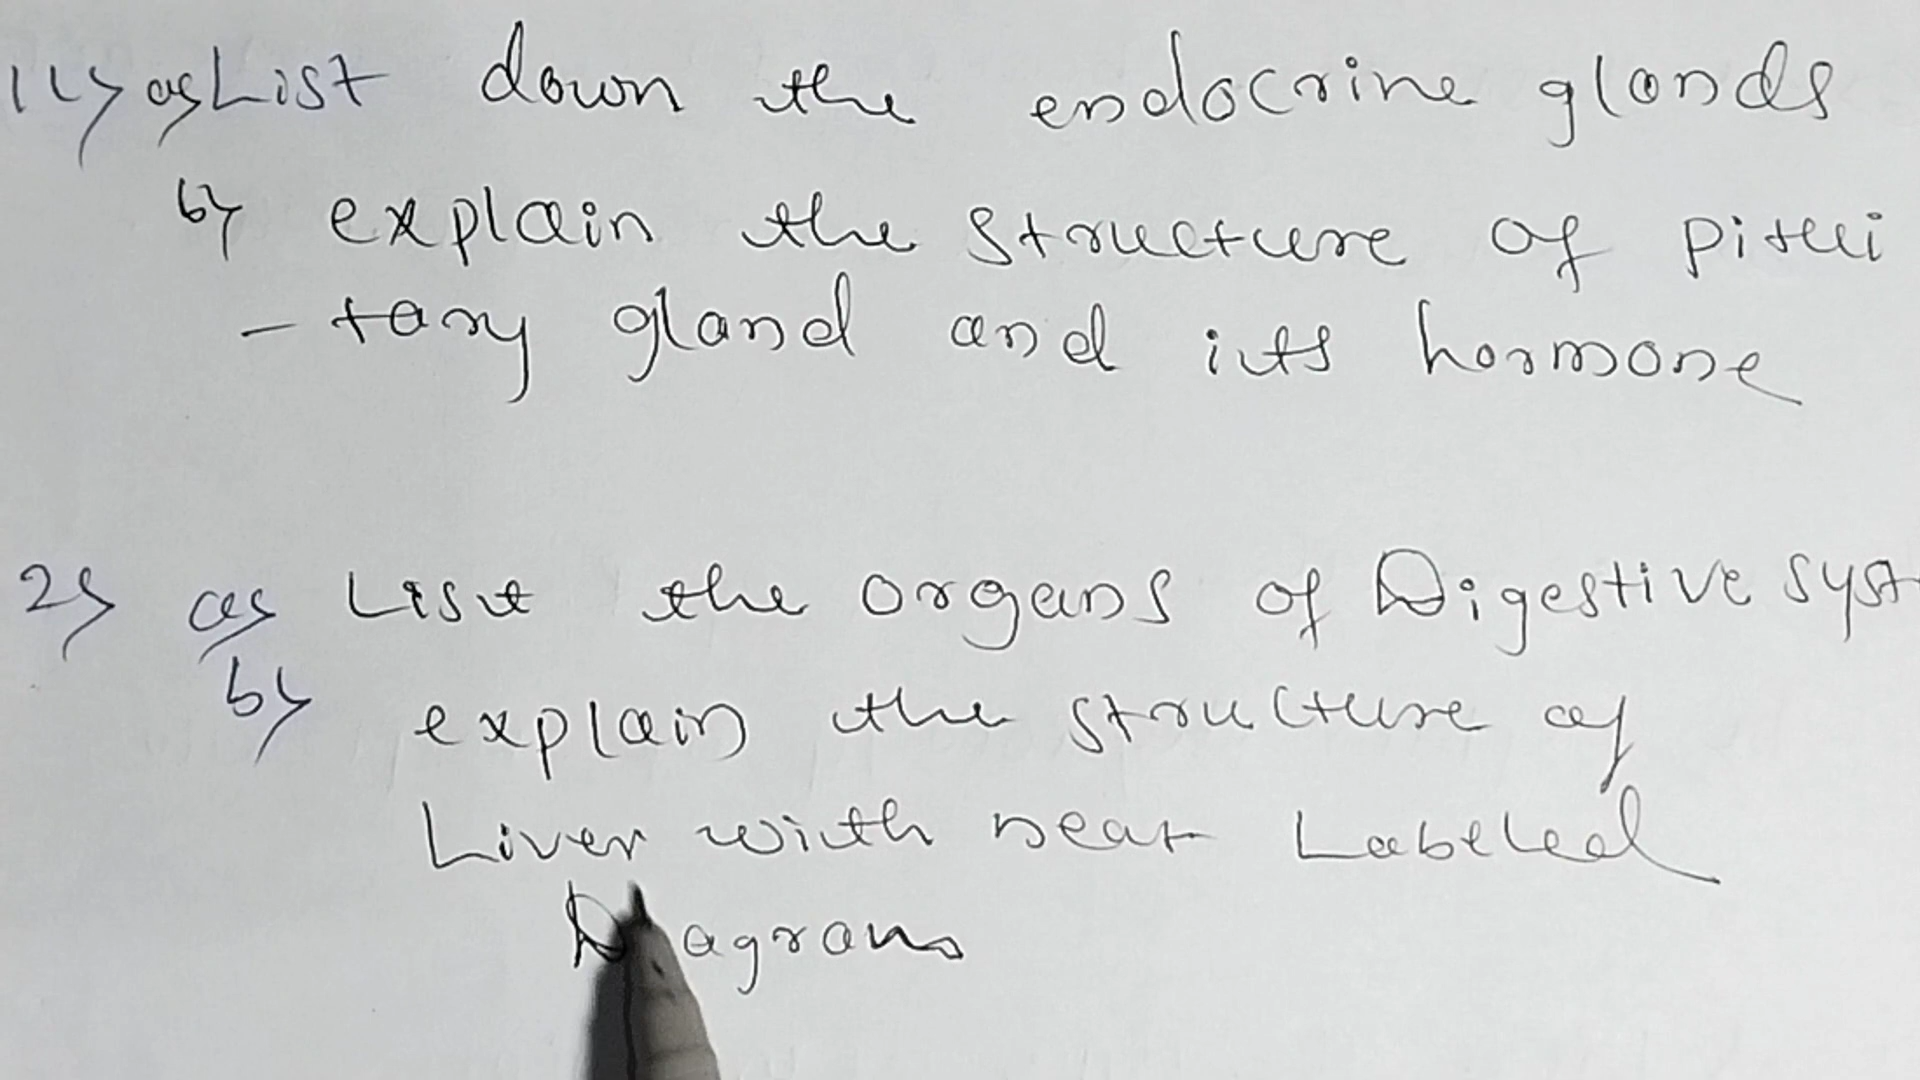 1) a) List down the endocrine glands
b) explain the structure of pitui
- tary gland and its hormone
2) a) List the organs of Digestive syst
b) explain the structure of
Liver with neat Labeled
Diagram